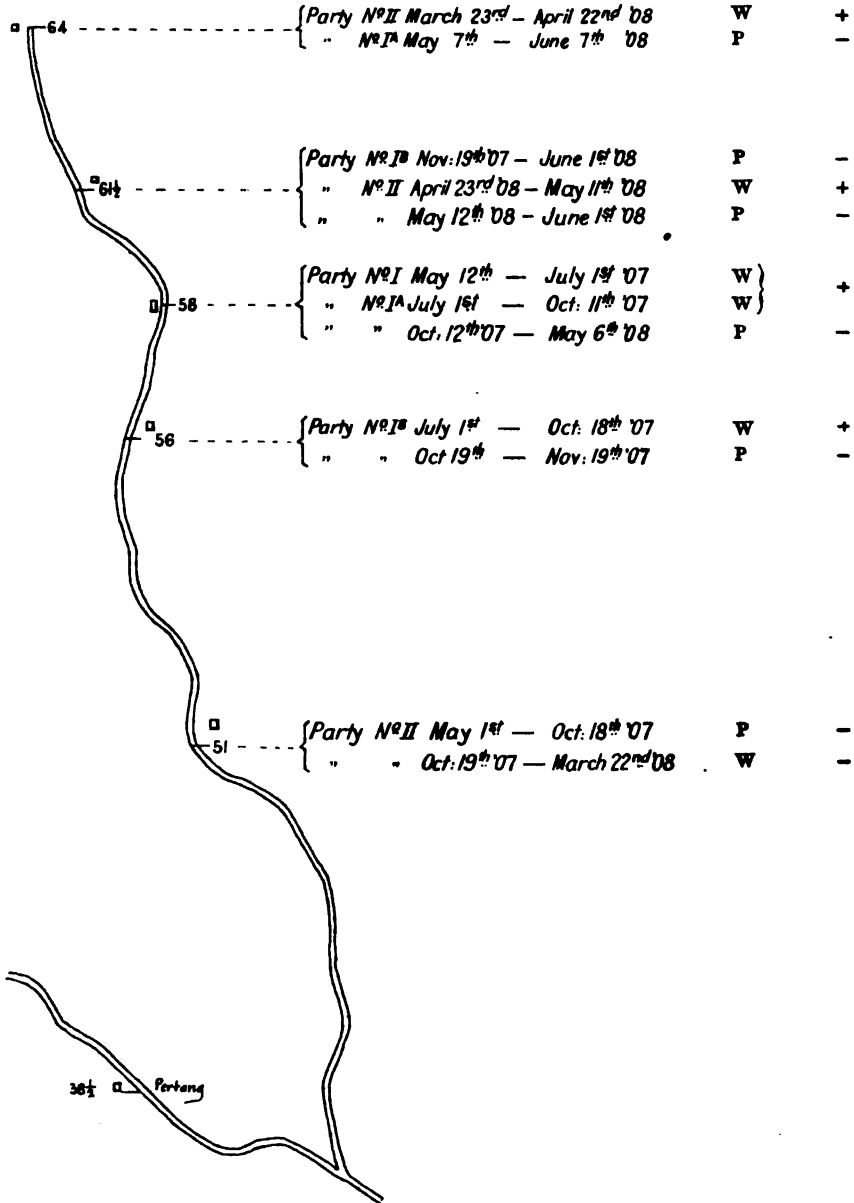 64 Party Nº II March 23rd – April 22nd '08 W +
" Nº IA May 7th — June 7th '08 P –
Party Nº IB Nov: 19th '07 – June 1st '08 P –
61½ " Nº II April 23rd '08 – May 11th '08 W +
" " May 12th '08 – June 1st '08 P –
Party Nº I May 12th — July 1st '07 W
58 " Nº IA July 1st — Oct: 11th '07 W +
" " Oct: 12th '07 — May 6th '08 P –
Party Nº IB July 1st — Oct: 18th '07 W +
56 " " Oct 19th — Nov: 19th '07 P –
Party Nº II May 1st — Oct: 18th '07 P –
51 " " Oct: 19th '07 — March 22nd '08 W –
38½ Pertang